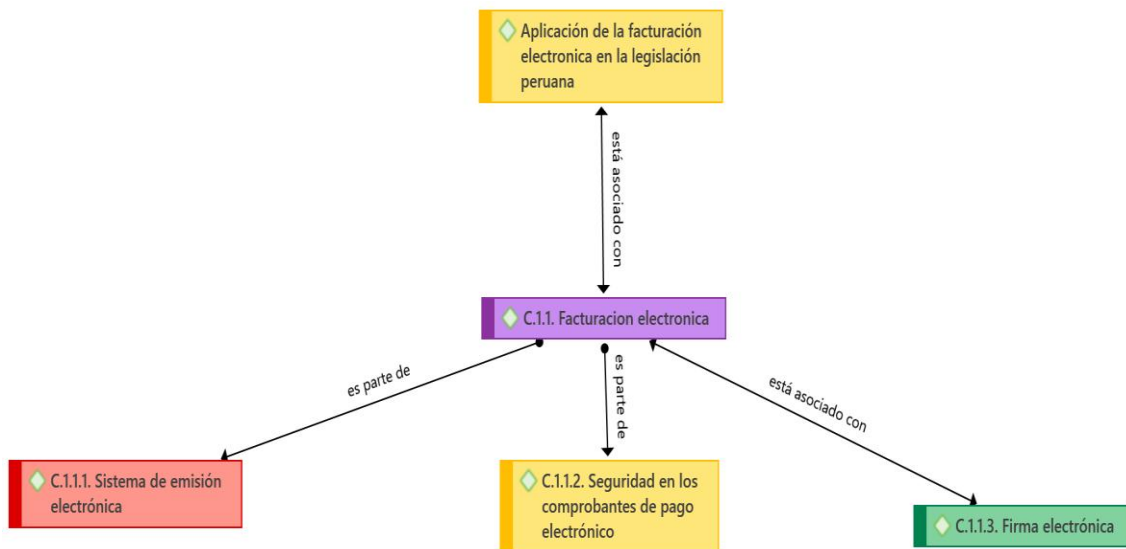 Aplicación de la facturación
electronica en la legislación
peruana
está asociado con
C.1.1. Facturacion electronica
es parte de
es parte de
está asociado con
C.1.1.1. Sistema de emisión
electrónica
C.1.1.2. Seguridad en los
comprobantes de pago
electrónico
C.1.1.3. Firma electrónica